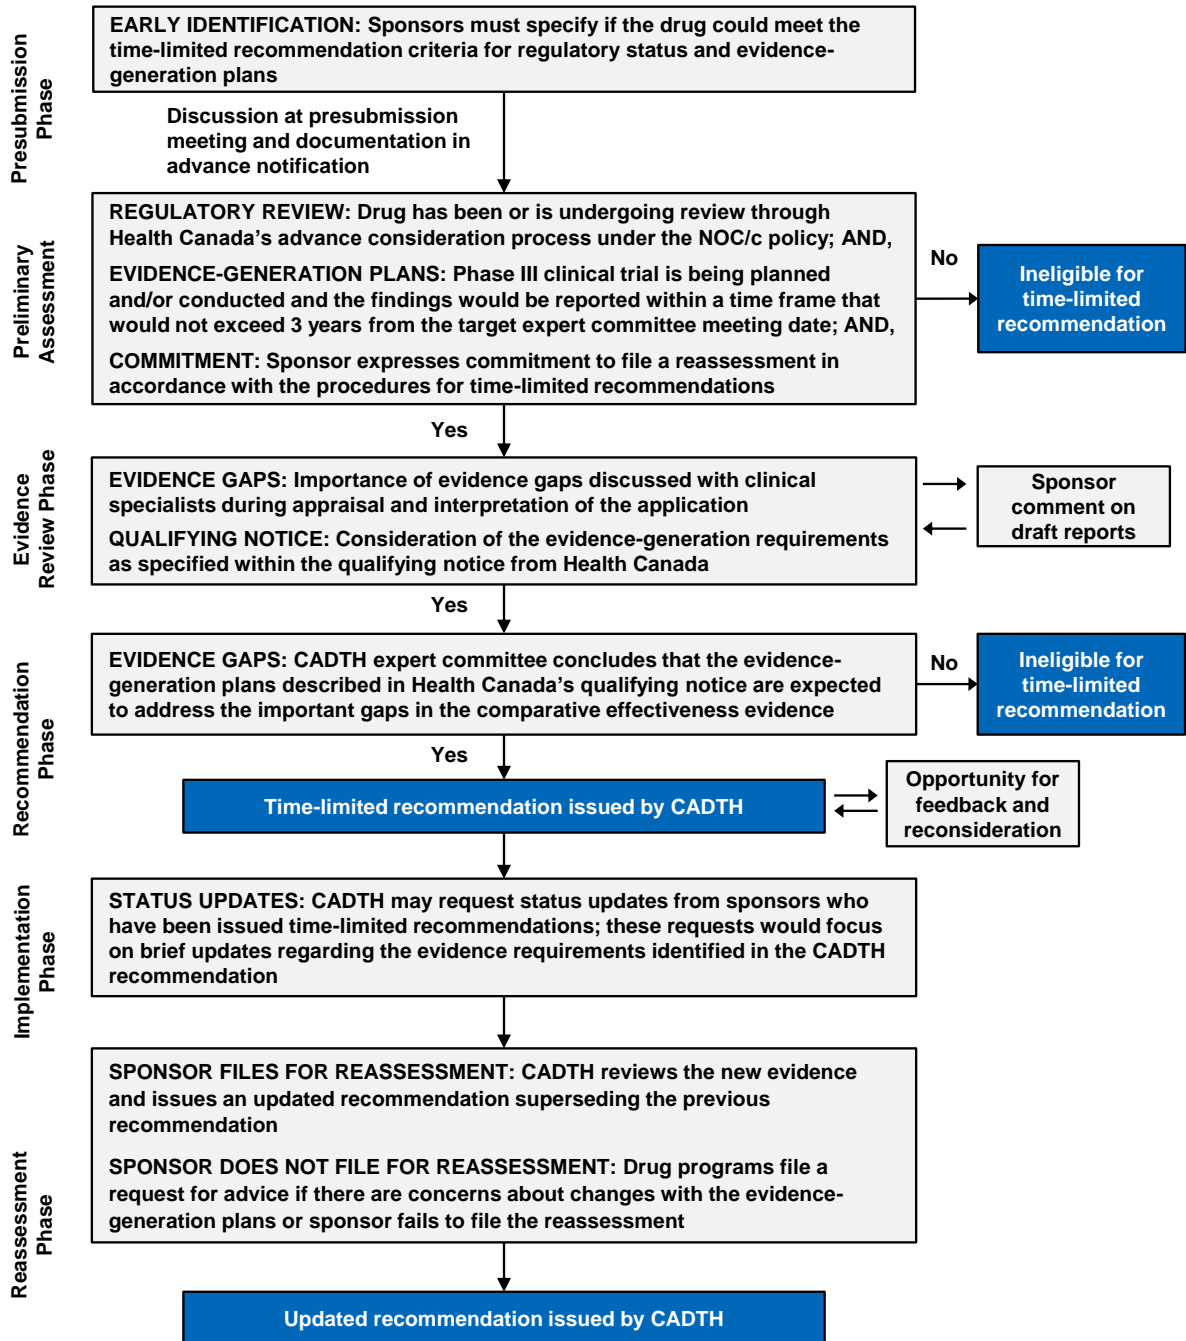 Presubmission
Phase
EARLY IDENTIFICATION: Sponsors must specify if the drug could meet the
time-limited recommendation criteria for regulatory status and evidence-
generation plans
Discussion at presubmission
meeting and documentation in
advance notification
Preliminary
Assessment
REGULATORY REVIEW: Drug has been or is undergoing review through
Health Canada’s advance consideration process under the NOC/c policy; AND,
EVIDENCE-GENERATION PLANS: Phase III clinical trial is being planned
and/or conducted and the findings would be reported within a time frame that
would not exceed 3 years from the target expert committee meeting date; AND,
COMMITMENT: Sponsor expresses commitment to file a reassessment in
accordance with the procedures for time-limited recommendations
No
Ineligible for
time-limited
recommendation
Yes
Evidence
Review Phase
EVIDENCE GAPS: Importance of evidence gaps discussed with clinical
specialists during appraisal and interpretation of the application
QUALIFYING NOTICE: Consideration of the evidence-generation requirements
as specified within the qualifying notice from Health Canada
Sponsor
comment on
draft reports
Yes
Recommendation
Phase
EVIDENCE GAPS: CADTH expert committee concludes that the evidence-
generation plans described in Health Canada’s qualifying notice are expected
to address the important gaps in the comparative effectiveness evidence
No
Ineligible for
time-limited
recommendation
Yes
Time-limited recommendation issued by CADTH
Opportunity for
feedback and
reconsideration
Implementation
Phase
STATUS UPDATES: CADTH may request status updates from sponsors who
have been issued time-limited recommendations; these requests would focus
on brief updates regarding the evidence requirements identified in the CADTH
recommendation
Reassessment
Phase
SPONSOR FILES FOR REASSESSMENT: CADTH reviews the new evidence
and issues an updated recommendation superseding the previous
recommendation
SPONSOR DOES NOT FILE FOR REASSESSMENT: Drug programs file a
request for advice if there are concerns about changes with the evidence-
generation plans or sponsor fails to file the reassessment
Updated recommendation issued by CADTH